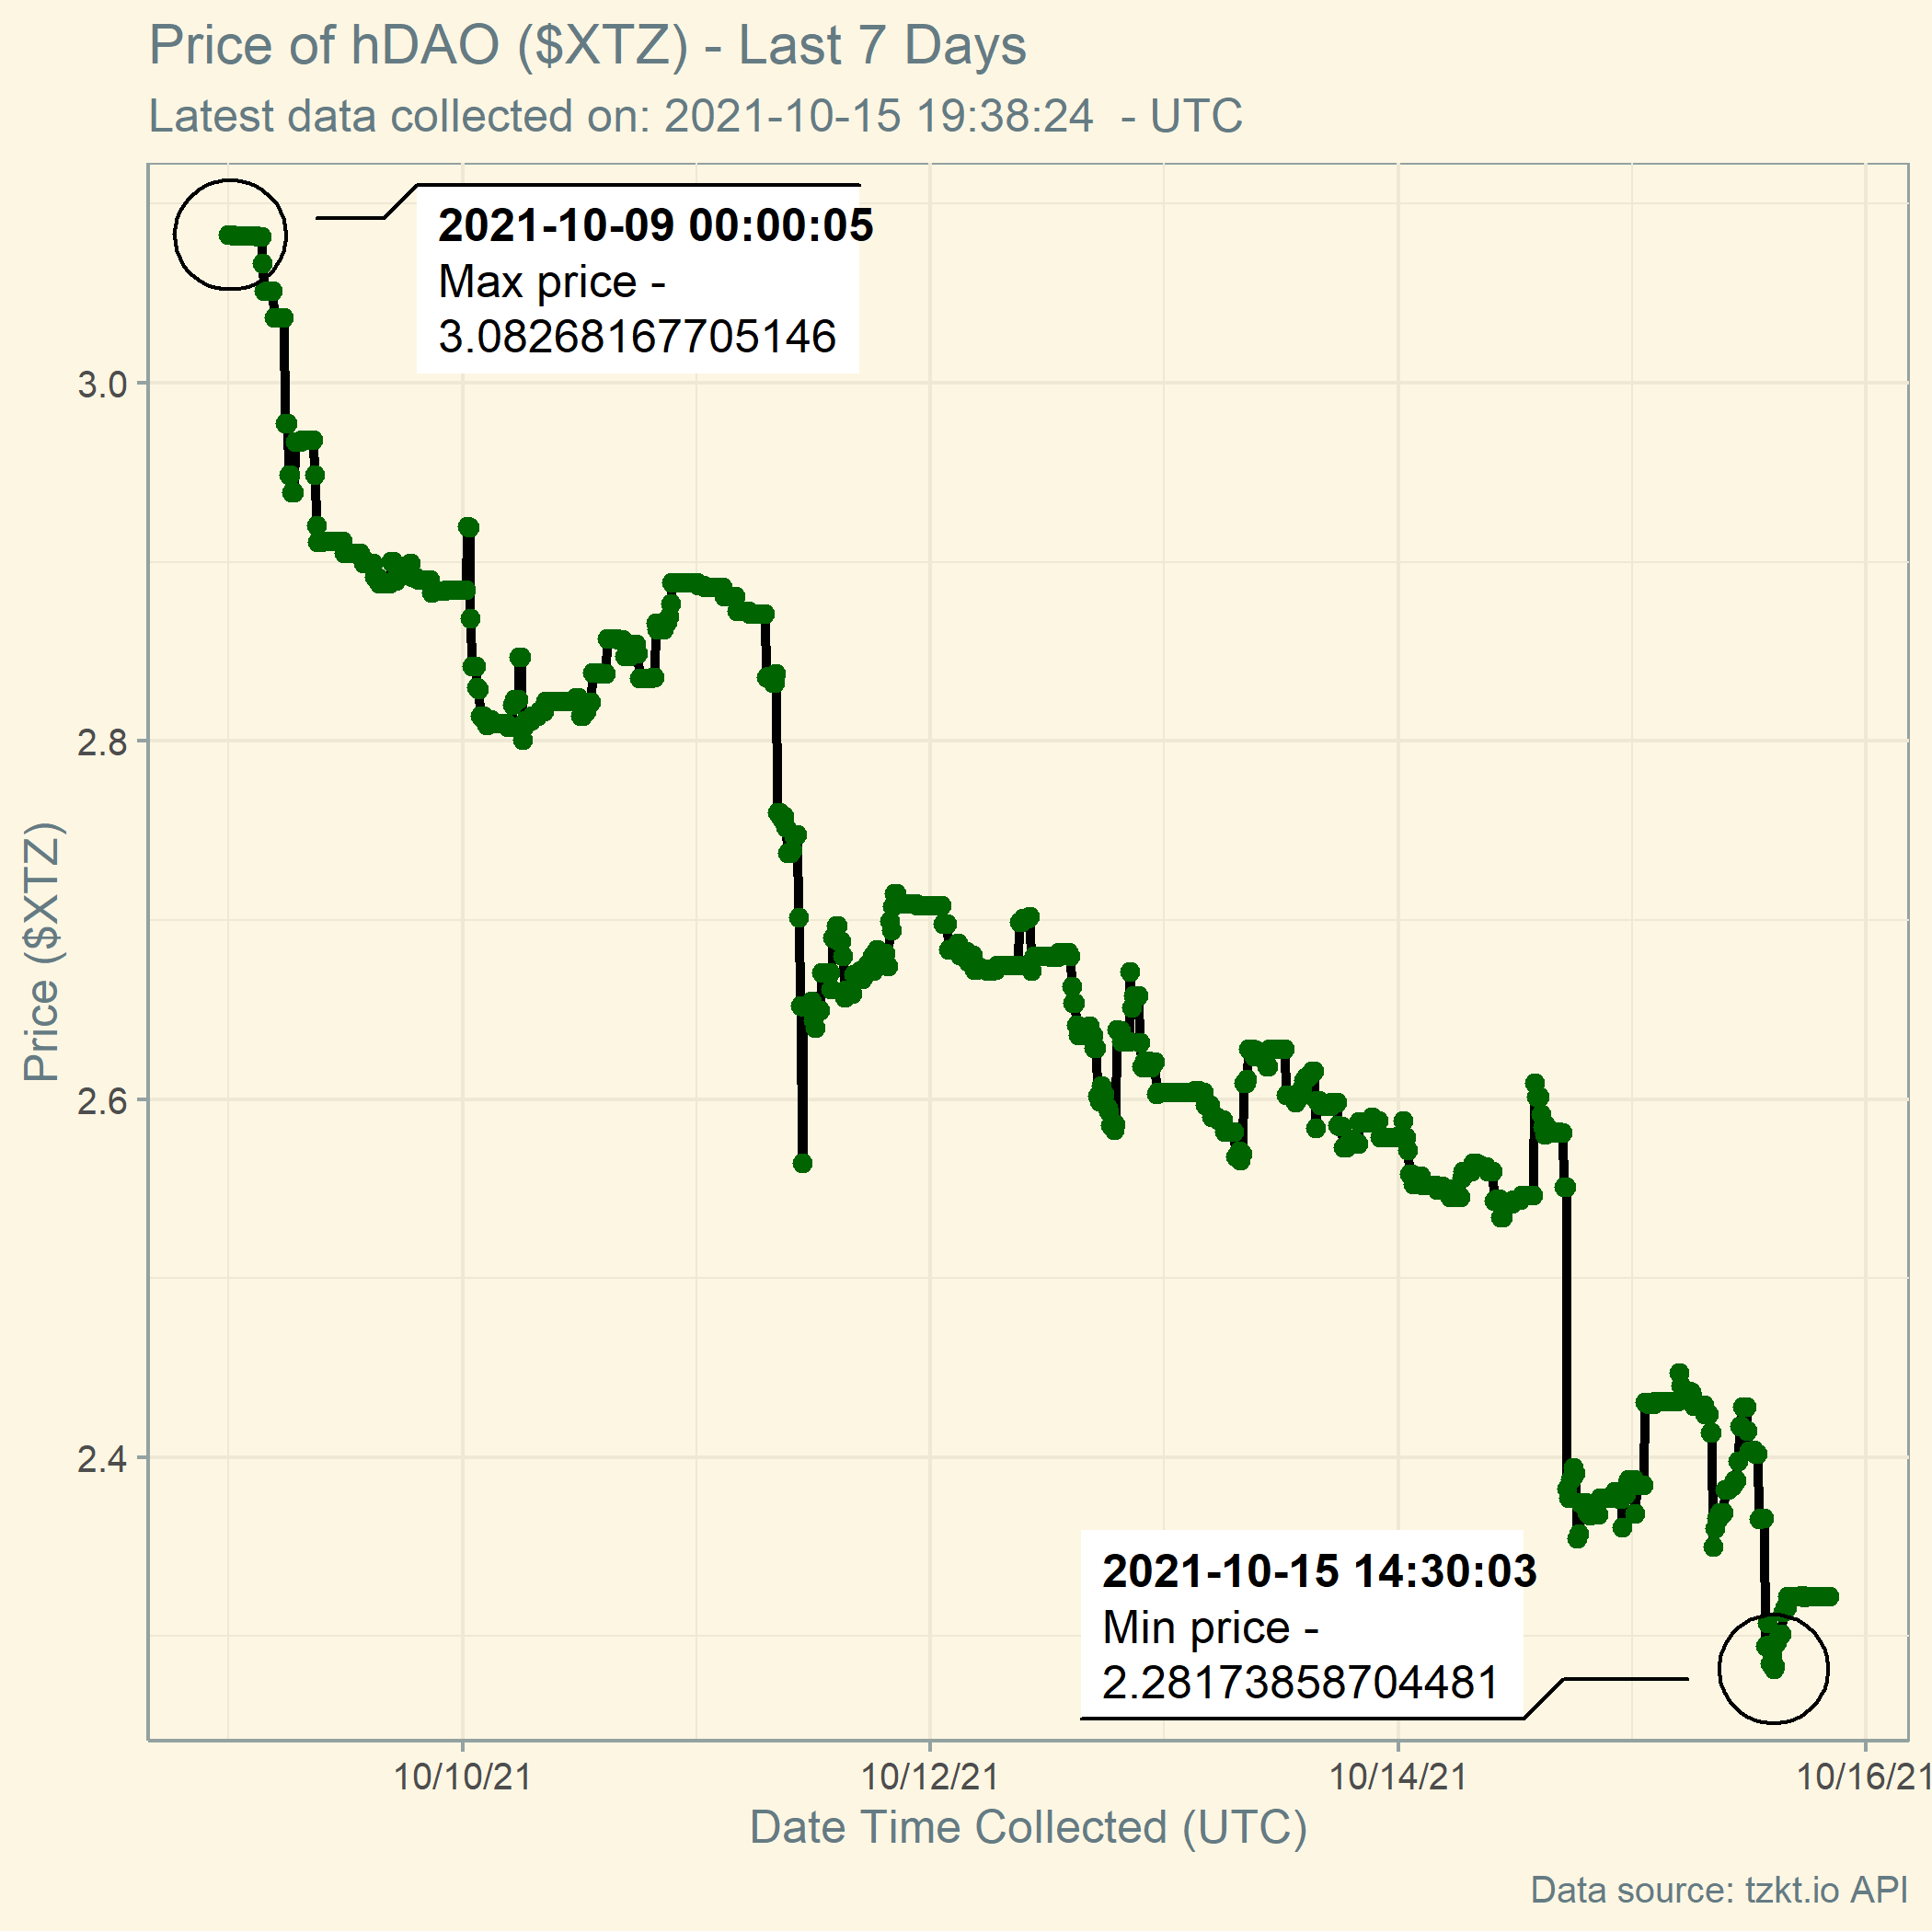 Price of hDAO ($XTZ) - Last 7 Days
Latest data collected on: 2021-10-15 19:38:24  - UTC
2021-10-09 00:00:05
Max price -
3.08268167705146
3.0
2.8
2.6
2.4
Price ($XTZ)
2021-10-15 14:30:03
Min price -
2.28173858704481
10/10/21
10/12/21
10/14/21
10/16/21
Date Time Collected (UTC)
Data source: tzkt.io API